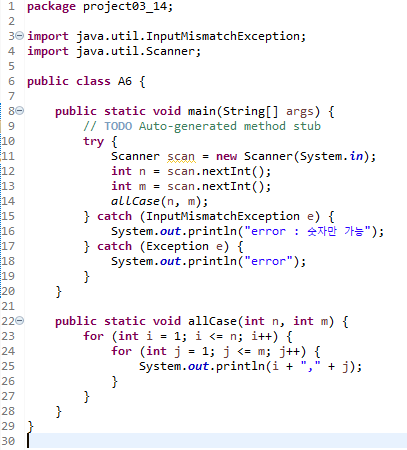 1 package project03_14;
2
3 import java.util.InputMismatchException;
4 import java.util.Scanner;
5
6 public class A6 {
7
8     public static void main(String[] args) {
9         // TODO Auto-generated method stub
10         try {
11             Scanner scan = new Scanner(System.in);
12             int n = scan.nextInt();
13             int m = scan.nextInt();
14             allCase(n, m);
15         } catch (InputMismatchException e) {
16             System.out.println("error : 숫자만 가능");
17         } catch (Exception e) {
18             System.out.println("error");
19         }
20     }
21
22     public static void allCase(int n, int m) {
23         for (int i = 1; i <= n; i++) {
24             for (int j = 1; j <= m; j++) {
25                 System.out.println(i + "," + j);
26             }
27         }
28     }
29 }
30